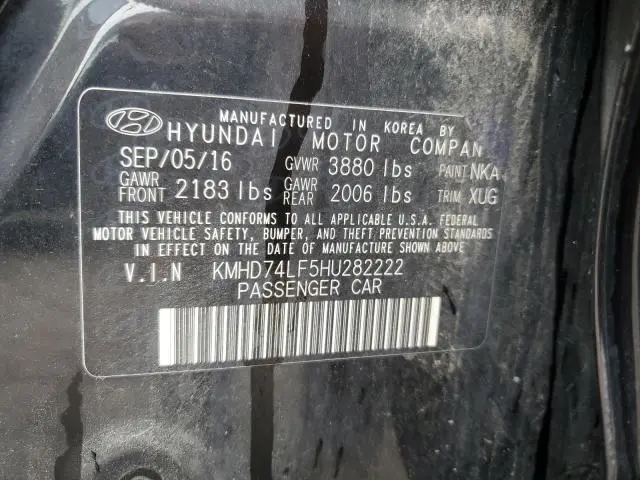 MANUFACTURED IN KOREA BY
HYUNDAI MOTOR COMPAN
SEP/05/16 GVWR 3880 lbs PAINT NKA
GAWR FRONT 2183 lbs GAWR REAR 2006 lbs TRIM XUG
THIS VEHICLE CONFORMS TO ALL APPLICABLE U.S.A. FEDERAL
MOTOR VEHICLE SAFETY, BUMPER, AND THEFT PREVENTION STANDARDS
IN EFFECT ON THE DATE OF MANUFACTURE SHOWN ABOVE.
V.I.N KMHD74LF5HU282222
PASSENGER CAR